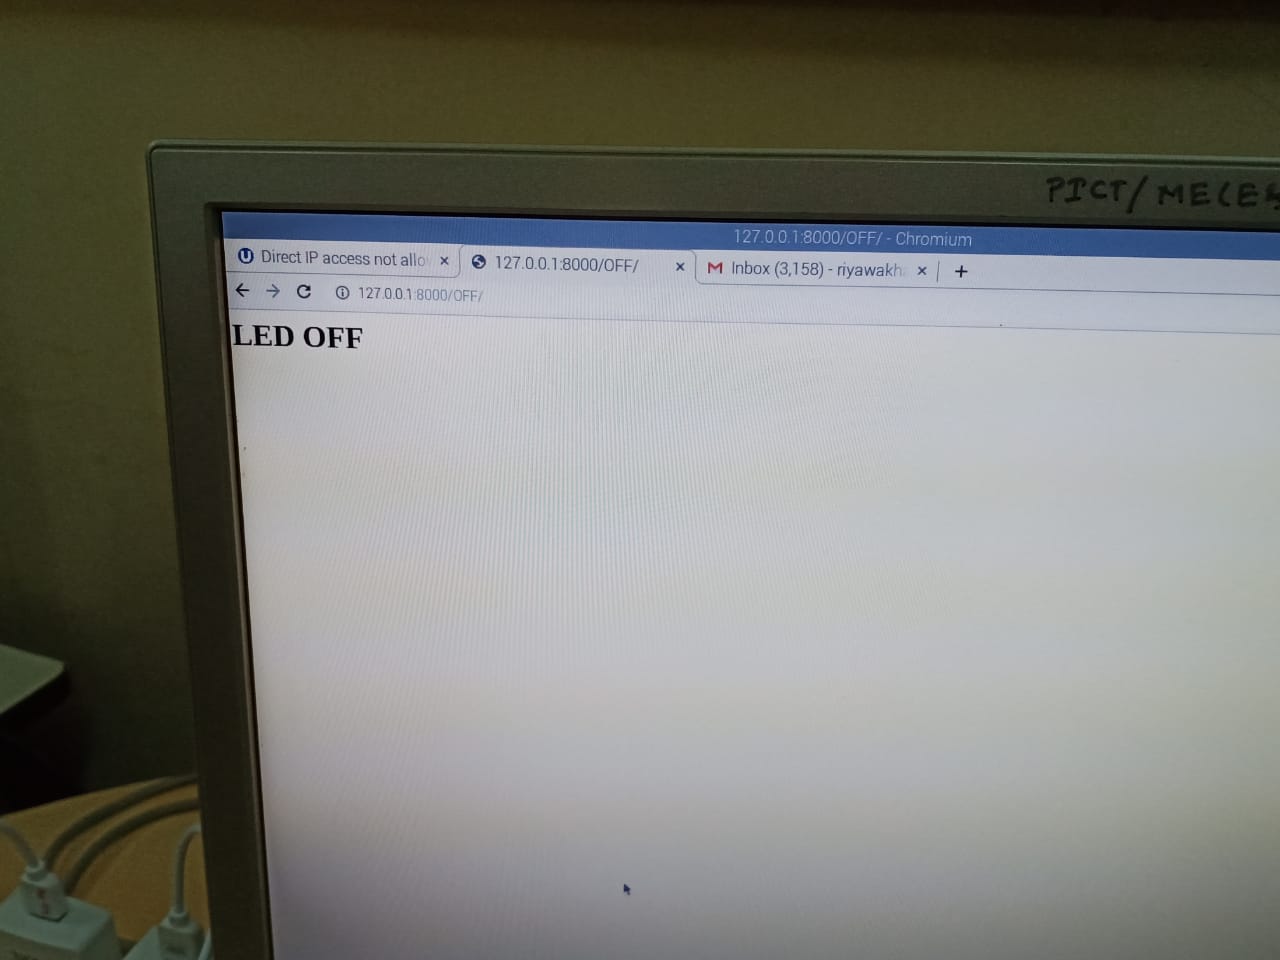 PICT/MECE
127.0.0.1:8000/OFF/ - Chromium
Direct IP access not allo
127.0.0.1:8000/OFF/
Inbox (3,158) - riyawakh
127.0.0.1:8000/OFF/
LED OFF